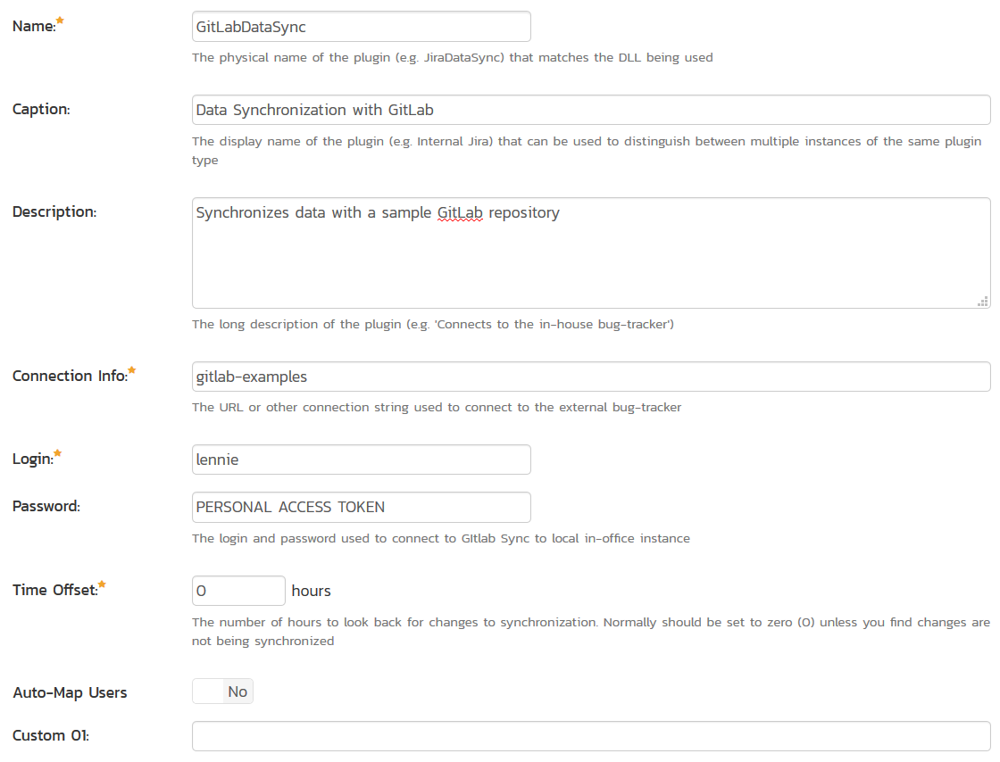 Name:
GitLabDataSync
The physical name of the plugin (e.g. JiraDataSync) that matches the DLL being used
Caption:
Data Synchronization with GitLab
The display name of the plugin (e.g. Internal Jira) that can be used to distinguish between multiple instances of the same plugin
type
Description:
Synchronizes data with a sample GitLab repository
The long description of the plugin (e.g. 'Connects to the in-house bug-tracker')
Connection Info:
gitlab-examples
The URL or other connection string used to connect to the external bug-tracker
Login:
lennie
Password:
PERSONAL ACCESS TOKEN
The login and password used to connect to GItlab Sync to local in-office instance
Time Offset:
0 hours
The number of hours to look back for changes to synchronization. Normally should be set to zero (0) unless you find changes are
not being synchronized
Auto-Map Users
No
Custom 01: